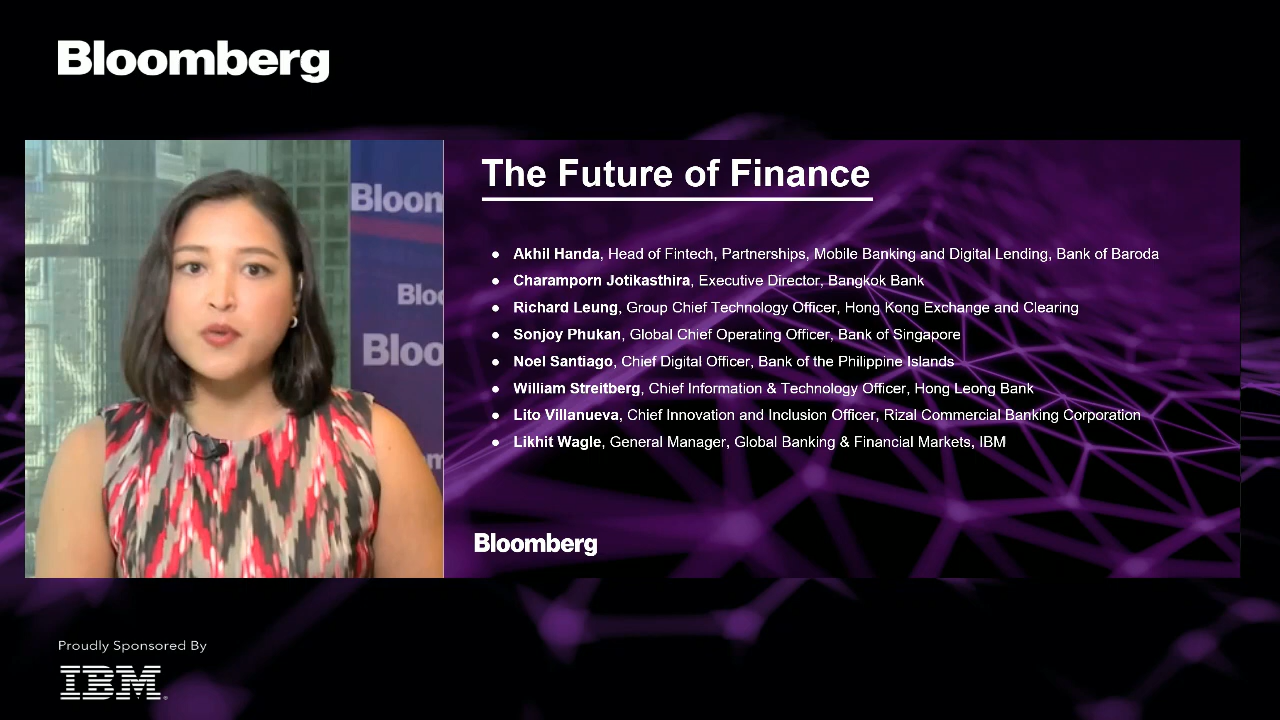 Bloomberg
The Future of Finance
Bloom
Bloo
Bloo
m
● Akhil Handa, Head of Fintech, Partnerships, Mobile Banking and Digital Lending, Bank of Baroda
● Charamporn Jotikasthira, Executive Director, Bangkok Bank
● Richard Leung, Group Chief Technology Officer, Hong Kong Exchange and Clearing
● Sonjoy Phukan, Global Chief Operating Officer, Bank of Singapore
● Noel Santiago, Chief Digital Officer, Bank of the Philippine Islands
● William Streitberg, Chief Information & Technology Officer, Hong Leong Bank
● Lito Villanueva, Chief Innovation and Inclusion Officer, Rizal Commercial Banking Corporation
● Likhit Wagle, General Manager, Global Banking & Financial Markets, IBM
Bloomberg
Proudly Sponsored By
IBM®